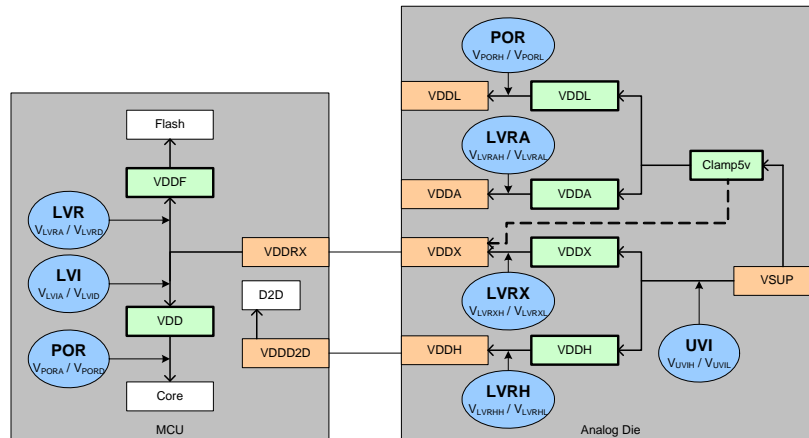 POR
VPORH / VPORL
VDDL
VDDL
Flash
LVRA
VLVRAH / VLVRAL
Clamp5v
VDDF
VDDA
VDDA
LVR
VLVRA / VLVRD
VDDRX
VDDX
VDDX
LVI
VLVIA / VLVID
D2D
VSUP
LVRX
VLVRXH / VLVRXL
VDD
POR
VPORA / VPORD
VDDD2D
VDDH
VDDH
UVI
VUVIH / VUVIL
Core
LVRH
VLVRHH / VLVRHL
MCU
Analog Die